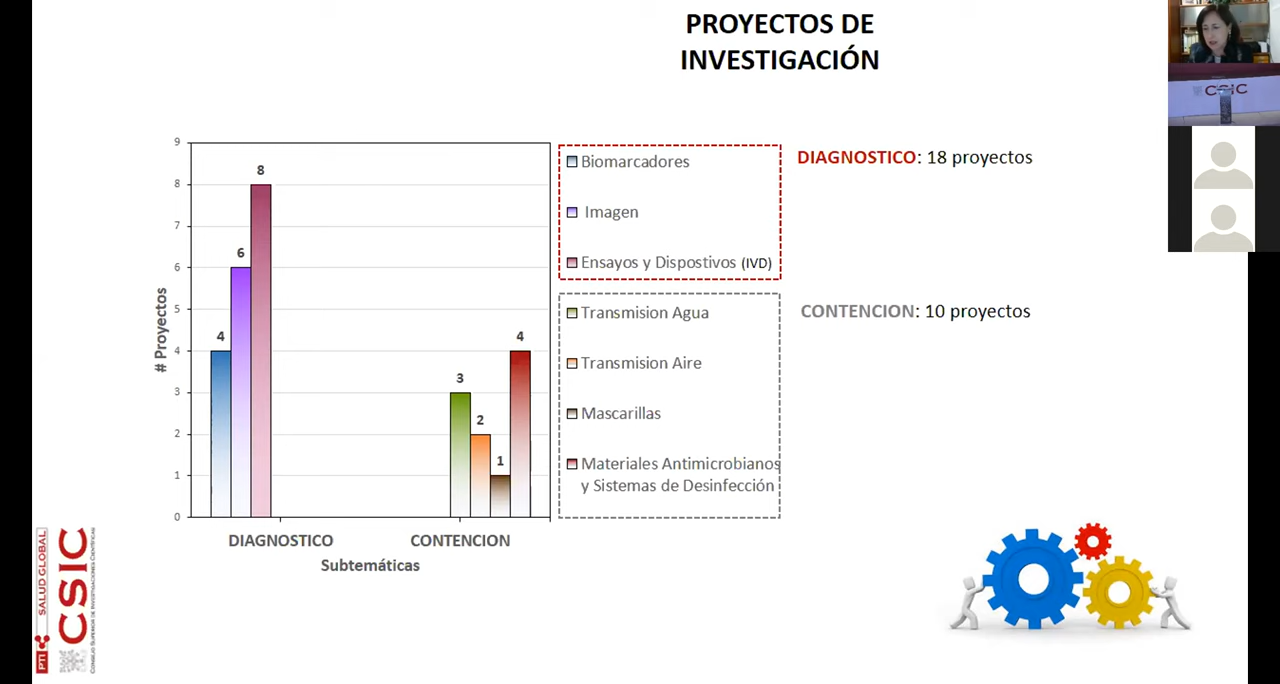 PROYECTOS DE
INVESTIGACIÓN
CSIC
9
8
7
6
5
4
3
2
1
0
# Proyectos
4
6
8
3
2
1
4
DIAGNOSTICO
CONTENCION
Subtemáticas
Biomarcadores
Imagen
Ensayos y Dispostivos (IVD)
Transmision Agua
Transmision Aire
Mascarillas
Materiales Antimicrobianos
y Sistemas de Desinfección
DIAGNOSTICO: 18 proyectos
CONTENCION: 10 proyectos
PTI
SALUD GLOBAL
CSIC
CONSEJO SUPERIOR DE INVESTIGACIONES CIENTÍFICAS